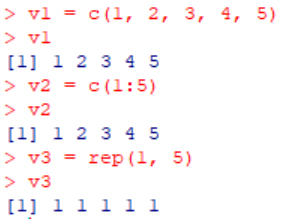 > v1 = c(1, 2, 3, 4, 5)
> v1
[1] 1 2 3 4 5
> v2 = c(1:5)
> v2
[1] 1 2 3 4 5
> v3 = rep(1, 5)
> v3
[1] 1 1 1 1 1